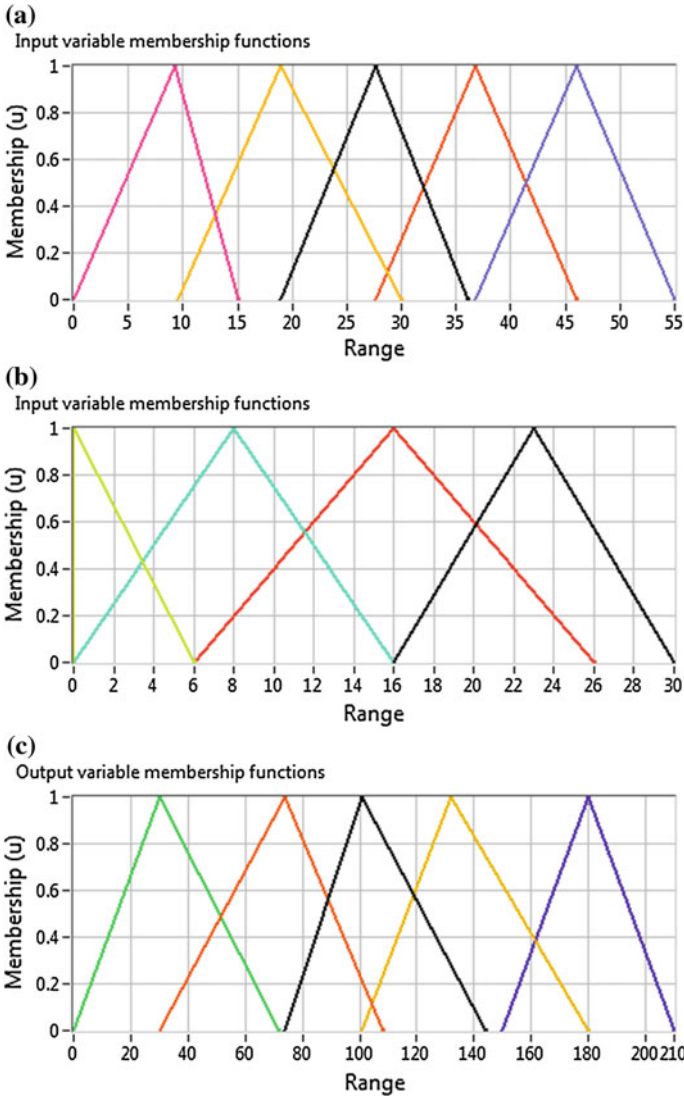 (a)
Input variable membership functions
Membership (u)
1
0.8
0.6
0.4
0.2
0
0 5 10 15 20 25 30 35 40 45 50 55
Range
(b)
Input variable membership functions
Membership (u)
1
0.8
0.6
0.4
0.2
0
0 2 4 6 8 10 12 14 16 18 20 22 24 26 28 30
Range
(c)
Output variable membership functions
Membership (u)
1
0.8
0.6
0.4
0.2
0
0 20 40 60 80 100 120 140 160 180 200 210
Range